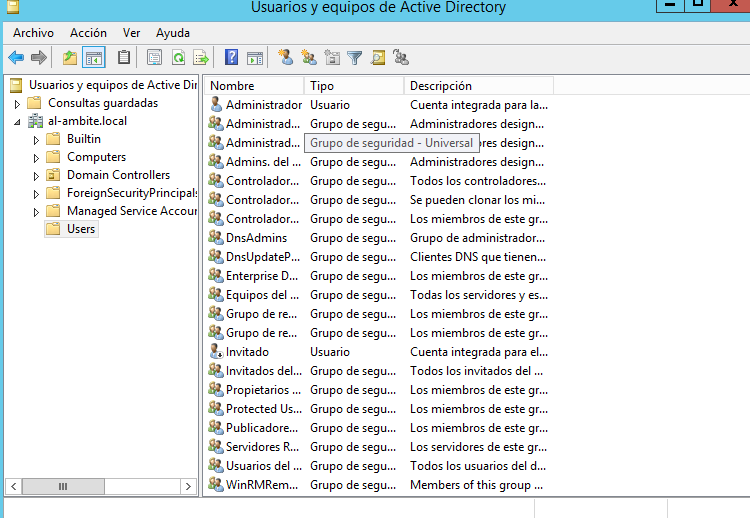 Usuarios y equipos de Active Directory
Archivo Acción Ver Ayuda
Usuarios y equipos de Active Dir
Consultas guardadas
al-ambite.local
Builtin
Computers
Domain Controllers
ForeignSecurityPrincipals
Managed Service Accour
Users
Nombre Tipo Descripción
Administrador Usuario Cuenta integrada para la...
Administrad... Grupo de segu... Administradores design...
Administrad... Grupo de seguridad - Universal res design...
Admins. del ... Grupo de segu... Administradores design...
Controlador... Grupo de segu... Todos los controladores...
Controlador... Grupo de segu... Se pueden clonar los mi...
Controlador... Grupo de segu... Los miembros de este gr...
DnsAdmins Grupo de segu... Grupo de administrador...
DnsUpdateP... Grupo de segu... Clientes DNS que tienen...
Enterprise D... Grupo de segu... Los miembros de este gr...
Equipos del ... Grupo de segu... Todas los servidores y es...
Grupo de re... Grupo de segu... Los miembros de este gr...
Grupo de re... Grupo de segu... Los miembros de este gr...
Invitado Usuario Cuenta integrada para el...
Invitados del... Grupo de segu... Todos los invitados del ...
Propietarios ... Grupo de segu... Los miembros de este gr...
Protected Us... Grupo de segu... Los miembros de este gr...
Publicadore... Grupo de segu... Los miembros de este gr...
Servidores R... Grupo de segu... Los servidores de este gr...
Usuarios del ... Grupo de segu... Todos los usuarios del d...
WinRMRem... Grupo de segu... Members of this group ...